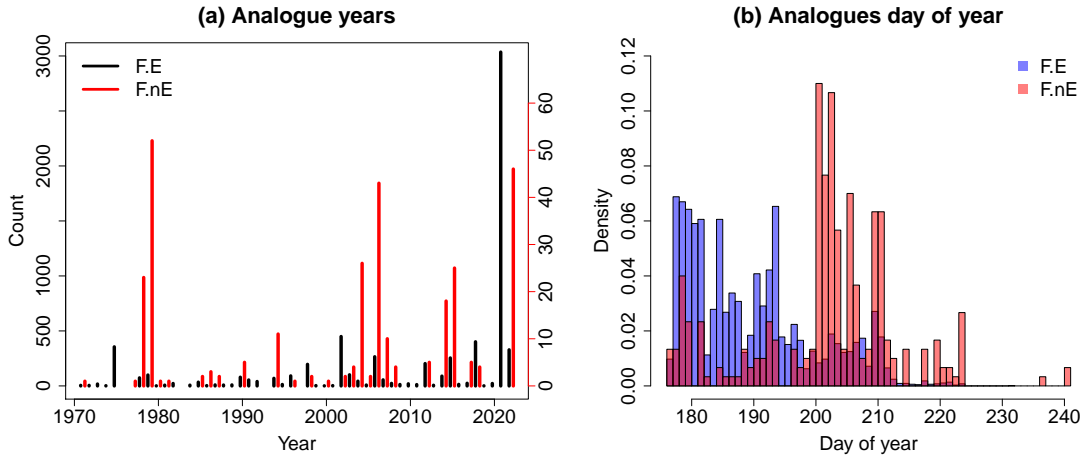 (a) Analogue years
F.E
F.nE
Count
0
500
1000
2000
3000
0
10
20
30
40
50
60
1970 1980 1990 2000 2010 2020
Year
(b) Analogues day of year
F.E
F.nE
Density
0.00
0.02
0.04
0.06
0.08
0.10
0.12
180 190 200 210 220 230 240
Day of year